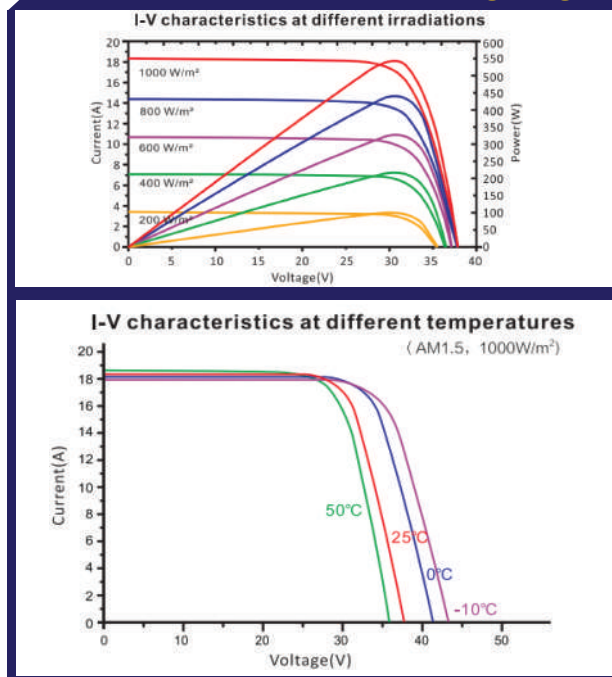 I-V characteristics at different irradiations
20
18
16
14
12
10
8
6
4
2
0
Current(A)
1000 W/m²
800 W/m²
600 W/m²
400 W/m²
200 W/m²
600
550
500
450
400
350
300
250
200
150
100
50
0
Power(W)
0 5 10 15 20 25 30 35 40
Voltage(V)
I-V characteristics at different temperatures
（AM1.5, 1000W/m²)
20
18
16
14
12
10
8
6
4
2
0
Current(A)
50℃
25℃
0℃
-10℃
0 10 20 30 40 50
Voltage(V)